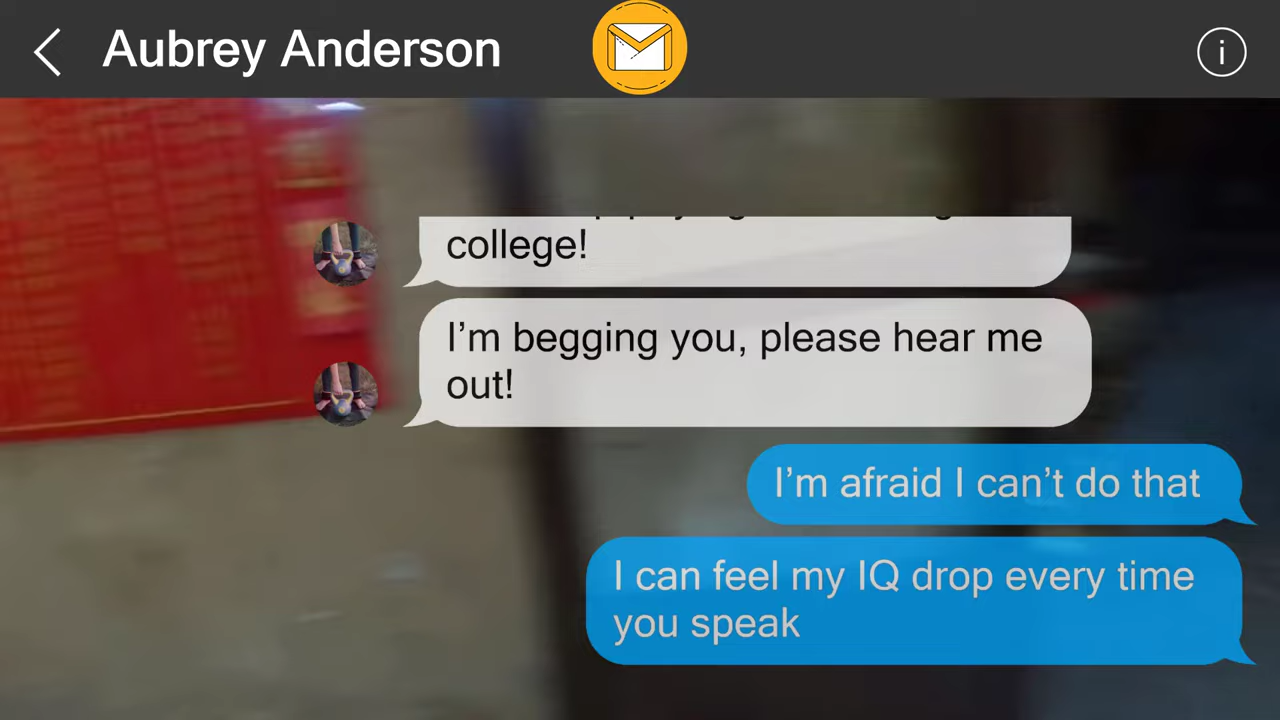 Aubrey Anderson
college!
I’m begging you, please hear me
out!
I’m afraid I can’t do that
I can feel my IQ drop every time
you speak